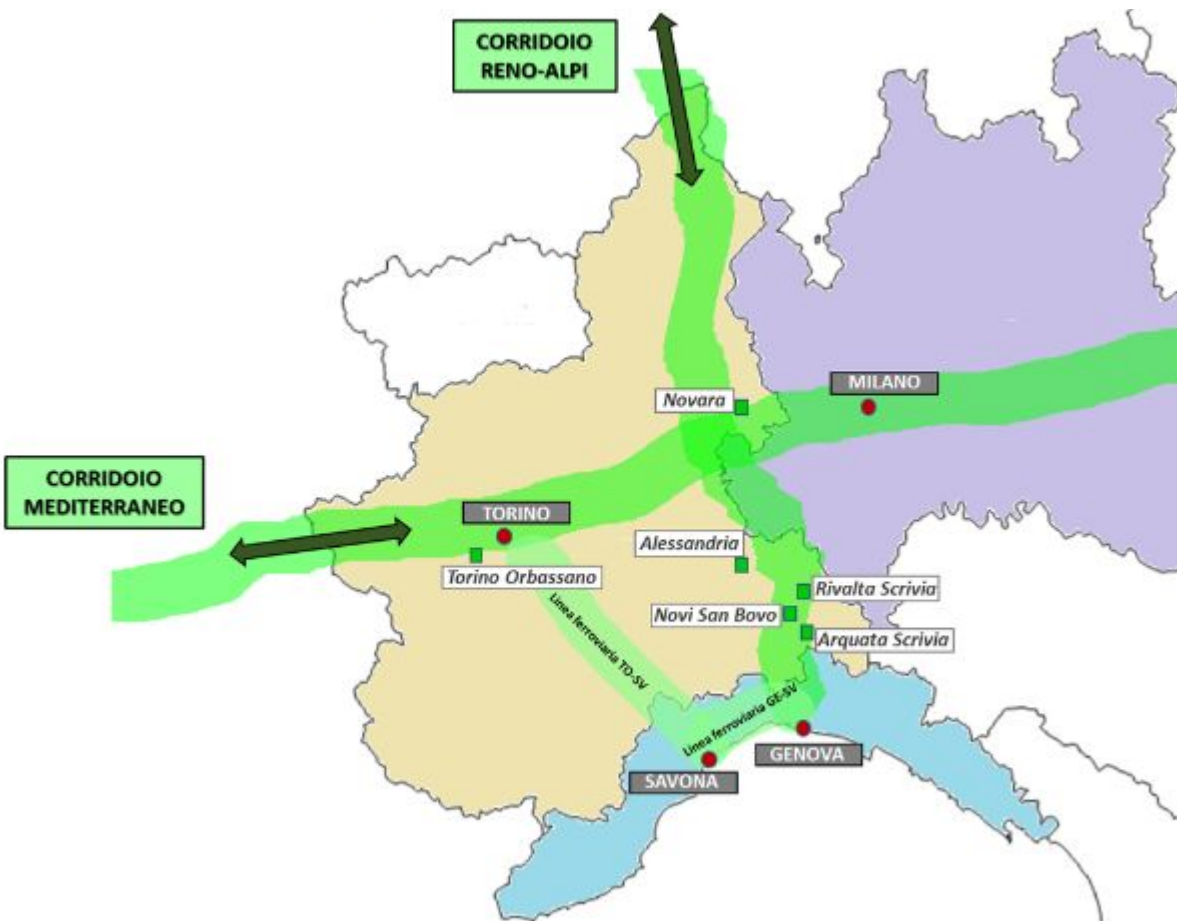 CORRIDOIO
RENO-ALPI
MILANO
Novara
CORRIDOIO
MEDITERRANEO
TORINO
Alessandria
Torino Orbassano
Rivalta Scrivia
Novi San Bovo
Arquata Scrivia
Linea ferroviaria TO-SV
Linea ferroviaria GE-SV
GENOVA
SAVONA